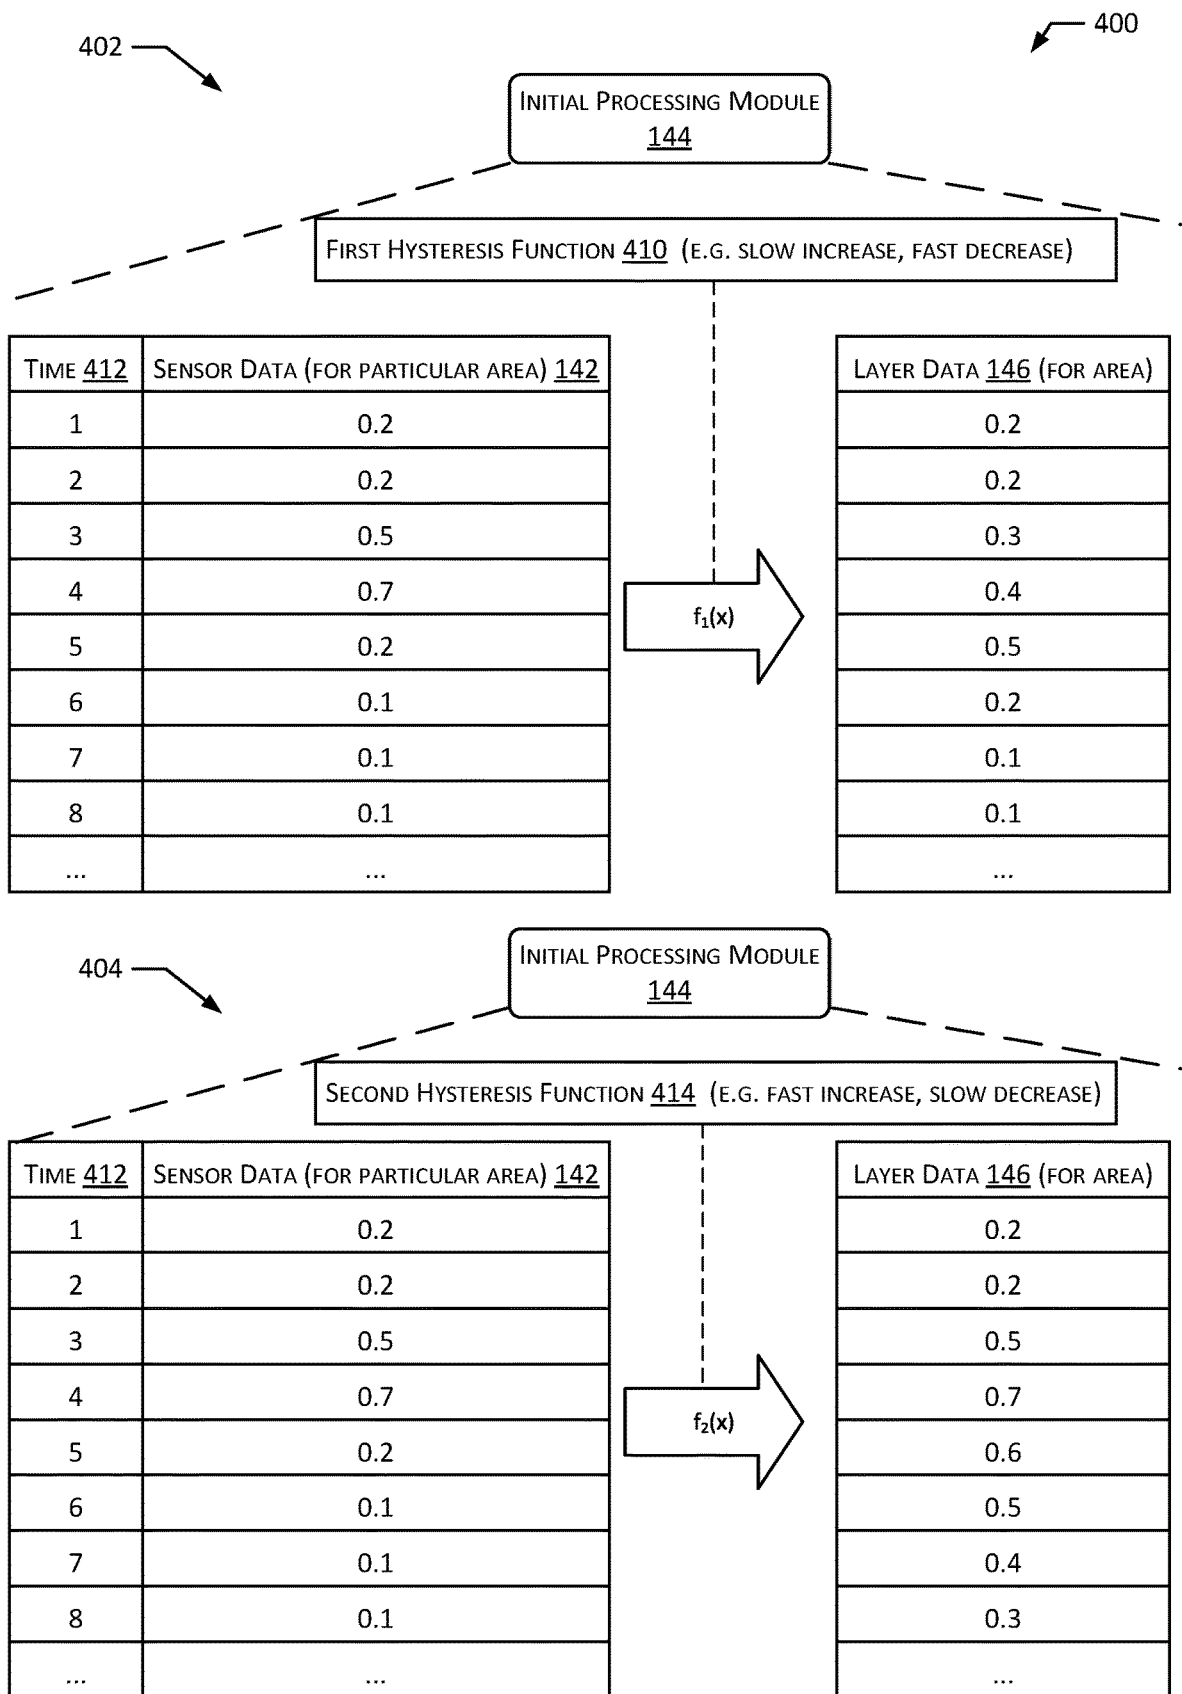 402
400
INITIAL PROCESSING MODULE
144
FIRST HYSTERESIS FUNCTION 410 (E.G. SLOW INCREASE, FAST DECREASE)
TIME 412 SENSOR DATA (FOR PARTICULAR AREA) 142 LAYER DATA 146 (FOR AREA)
1 0.2 0.2
2 0.2 0.2
3 0.5 0.3
4 0.7 0.4
f₁(x)
5 0.2 0.5
6 0.1 0.2
7 0.1 0.1
8 0.1 0.1
... ... ...
INITIAL PROCESSING MODULE
144
404
SECOND HYSTERESIS FUNCTION 414 (E.G. FAST INCREASE, SLOW DECREASE)
TIME 412 SENSOR DATA (FOR PARTICULAR AREA) 142 LAYER DATA 146 (FOR AREA)
1 0.2 0.2
2 0.2 0.2
3 0.5 0.5
4 0.7 0.7
f₂(x)
5 0.2 0.6
6 0.1 0.5
7 0.1 0.4
8 0.1 0.3
... ... ...